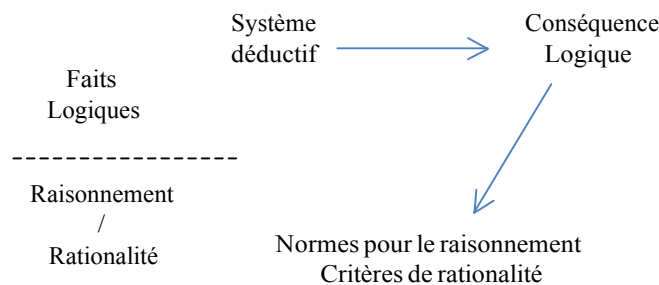 Système
déductif
Conséquence
Logique
Faits
Logiques
Raisonnement
/
Rationalité
Normes pour le raisonnement
Critères de rationalité